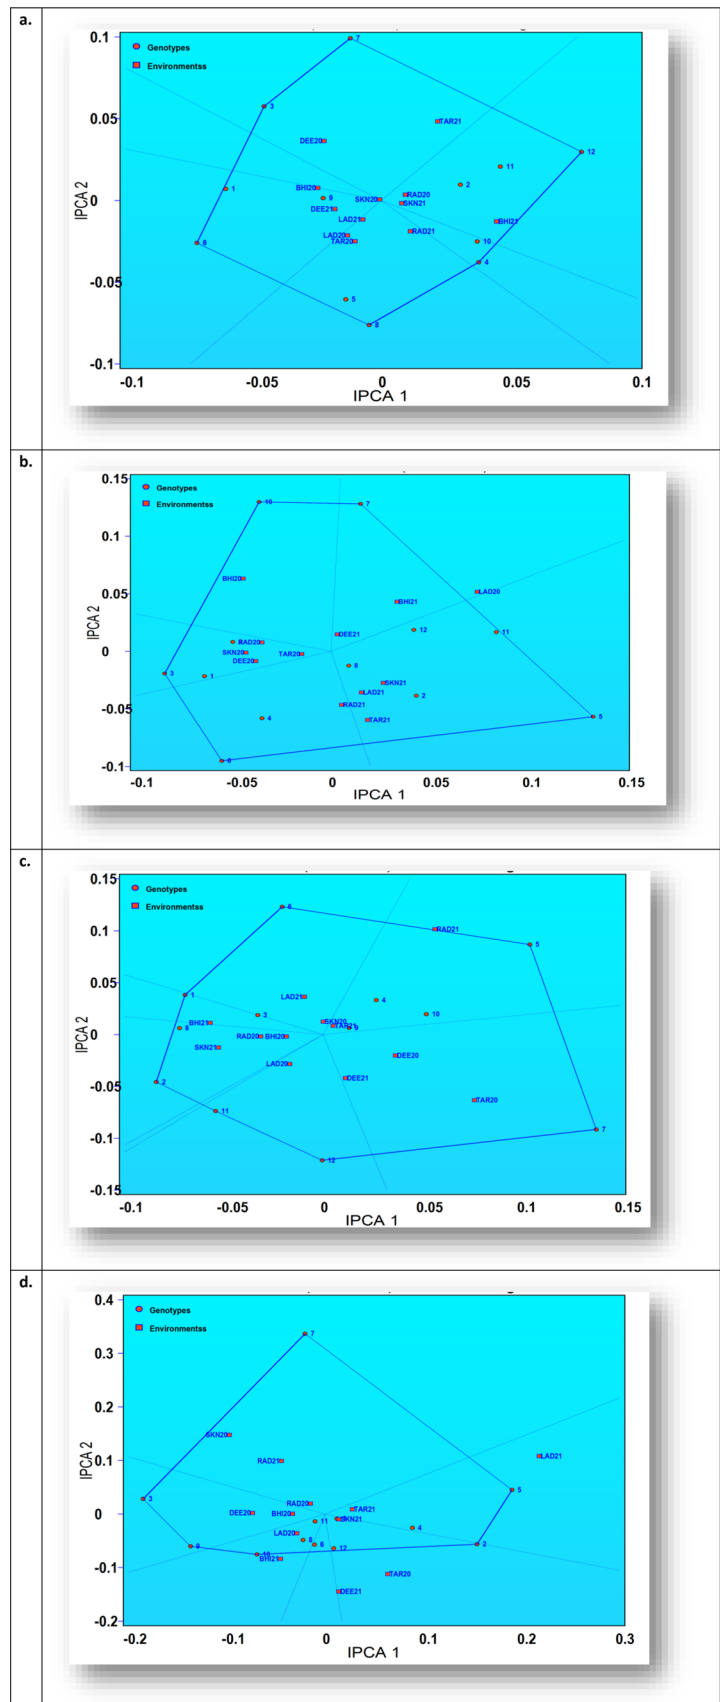 a.
0.1
0.05
0
-0.05
-0.1
IPCA 2
Genotypes
Environmentss
7
3
TAR21
DEE20
12
11
2
1
BHI20
9
SKN20
RAD20
SKN21
DEE21
LAD21
BHI21
RAD21
LAD20
TAR20
10
6
4
5
8
-0.1
-0.05
0
0.05
0.1
IPCA 1
b.
0.15
0.1
0.05
0
-0.05
-0.1
IPCA 2
Genotypes
Environmentss
10
7
BHI20
LAD20
BHI21
12
11
DEE21
RAD20
SKN20
TAR20
DEE20
8
3
1
SKN21
LAD21
2
RAD21
4
TAR21
5
6
-0.1
-0.05
0
0.05
0.1
0.15
IPCA 1
c.
0.15
0.1
0.05
0
-0.05
-0.1
-0.15
IPCA 2
Genotypes
Environmentss
6
RAD21
5
1
LAD21
4
3
10
BHI21
SKN20
TAR21
8
9
RAD20
BHI20
SKN21
DEE20
LAD20
DEE21
2
TAR20
11
7
12
-0.1
-0.05
0
0.05
0.1
0.15
IPCA 1
d.
0.4
0.3
0.2
0.1
0
-0.1
-0.2
IPCA 2
Genotypes
Environmentss
7
SKN20
LAD21
RAD21
5
3
RAD20
TAR21
DEE20
BHI20
11
SKN21
4
LAD20
8
6
2
9
12
10
BHI21
TAR20
DEE21
-0.2
-0.1
0
0.1
0.2
0.3
IPCA 1